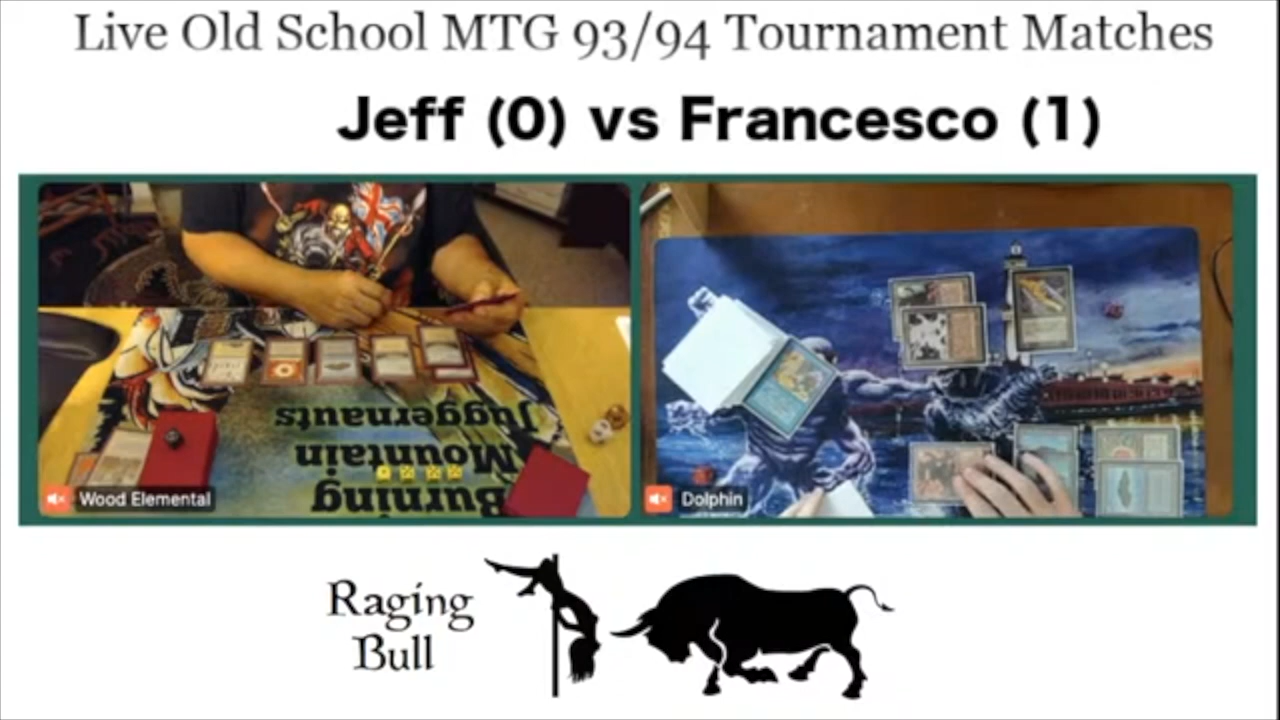 Live Old School MTG 93/94 Tournament Matches
Jeff (0) vs Francesco (1)
Juggernauts
Mountain
Burning
Wood Elemental
Dolphin
Raging
Bull